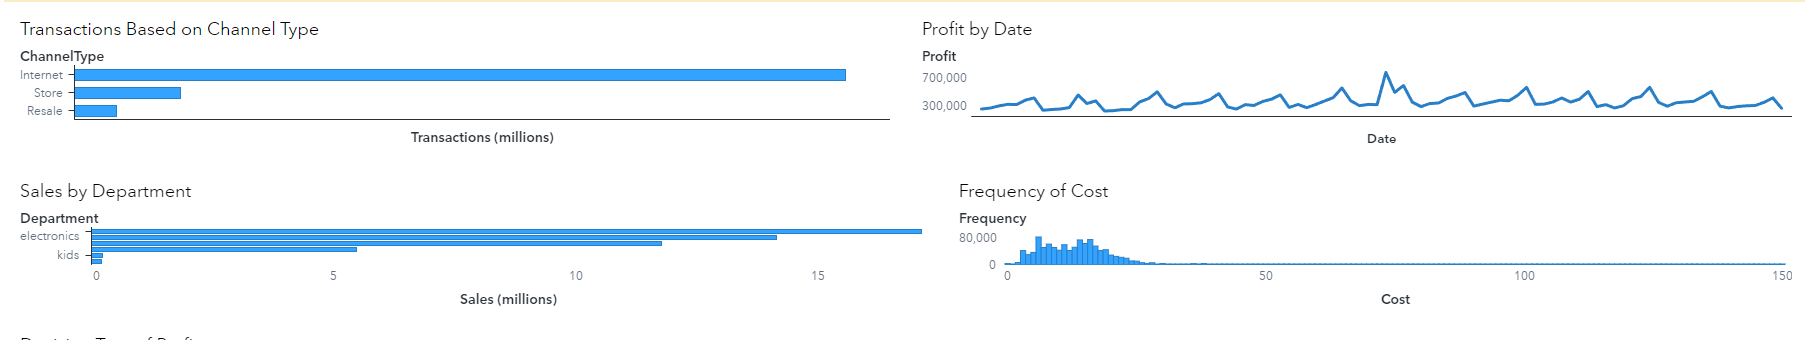 Transactions Based on Channel Type
ChannelType
Internet
Store
Resale
Transactions (millions)
Profit by Date
Profit
700,000
300,000
Date
Sales by Department
Department
electronics
kids
0 5 10 15
Sales (millions)
Frequency of Cost
Frequency
80,000
0
0 50 100 150
Cost